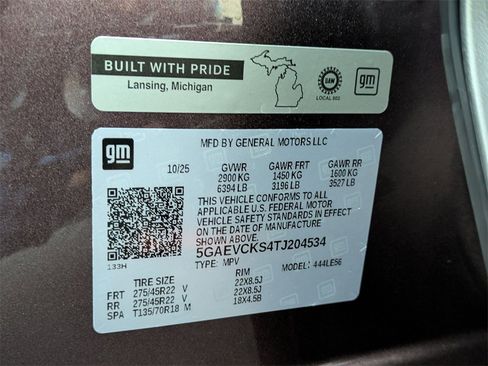 BUILT WITH PRIDE
Lansing, Michigan
UAW
LOCAL 602
gm
gm
MFD BY GENERAL MOTORS LLC
10/25 GVWR GAWR FRT GAWR RR
2900 KG 1450 KG 1600 KG
6394 LB 3196 LB 3527 LB
THIS VEHICLE CONFORMS TO ALL
APPLICABLE U.S. FEDERAL MOTOR
VEHICLE SAFETY STANDARDS IN EFFECT
ON THE DATE OF MANUFACTURE
SHOWN ABOVE.
5GAEVCKS4TJ204534
TYPE: MPV MODEL: 444LE56
133H
TIRE SIZE RIM
FRT 275/45R22 V 22X8.5J
RR 275/45R22 V 22X8.5J
SPA T135/70R18 M 18X4.5B